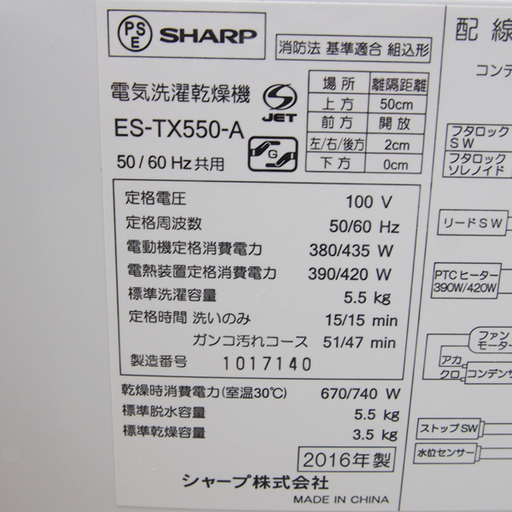 PS
E
SHARP
消防法 基準適合 組込形
電気洗濯乾燥機
S
JET
ES-TX550-A
G
50/60 Hz共用
場所 離隔距離
上方 50cm
前方 開放
左/右/後方 2cm
下方 0cm
定格電圧 100 V
定格周波数 50/60 Hz
電動機定格消費電力 380/435 W
電熱装置定格消費電力 390/420 W
標準洗濯容量 5.5 kg
定格時間 洗いのみ 15/15 min
ガンコ汚れコース 51/47 min
製造番号 1017140
乾燥時消費電力(室温30℃) 670/740 W
標準脱水容量 5.5 kg
標準乾燥容量 3.5 kg
2016年製
シャープ株式会社
MADE IN CHINA
配線
コンデ
フタロック
SW
フタロック
ソレノイド
リードSW
PTCヒーター
390W/420W
ファン
モーター
アカ
クロ
コンデンサ
ストップSW
水位センサー